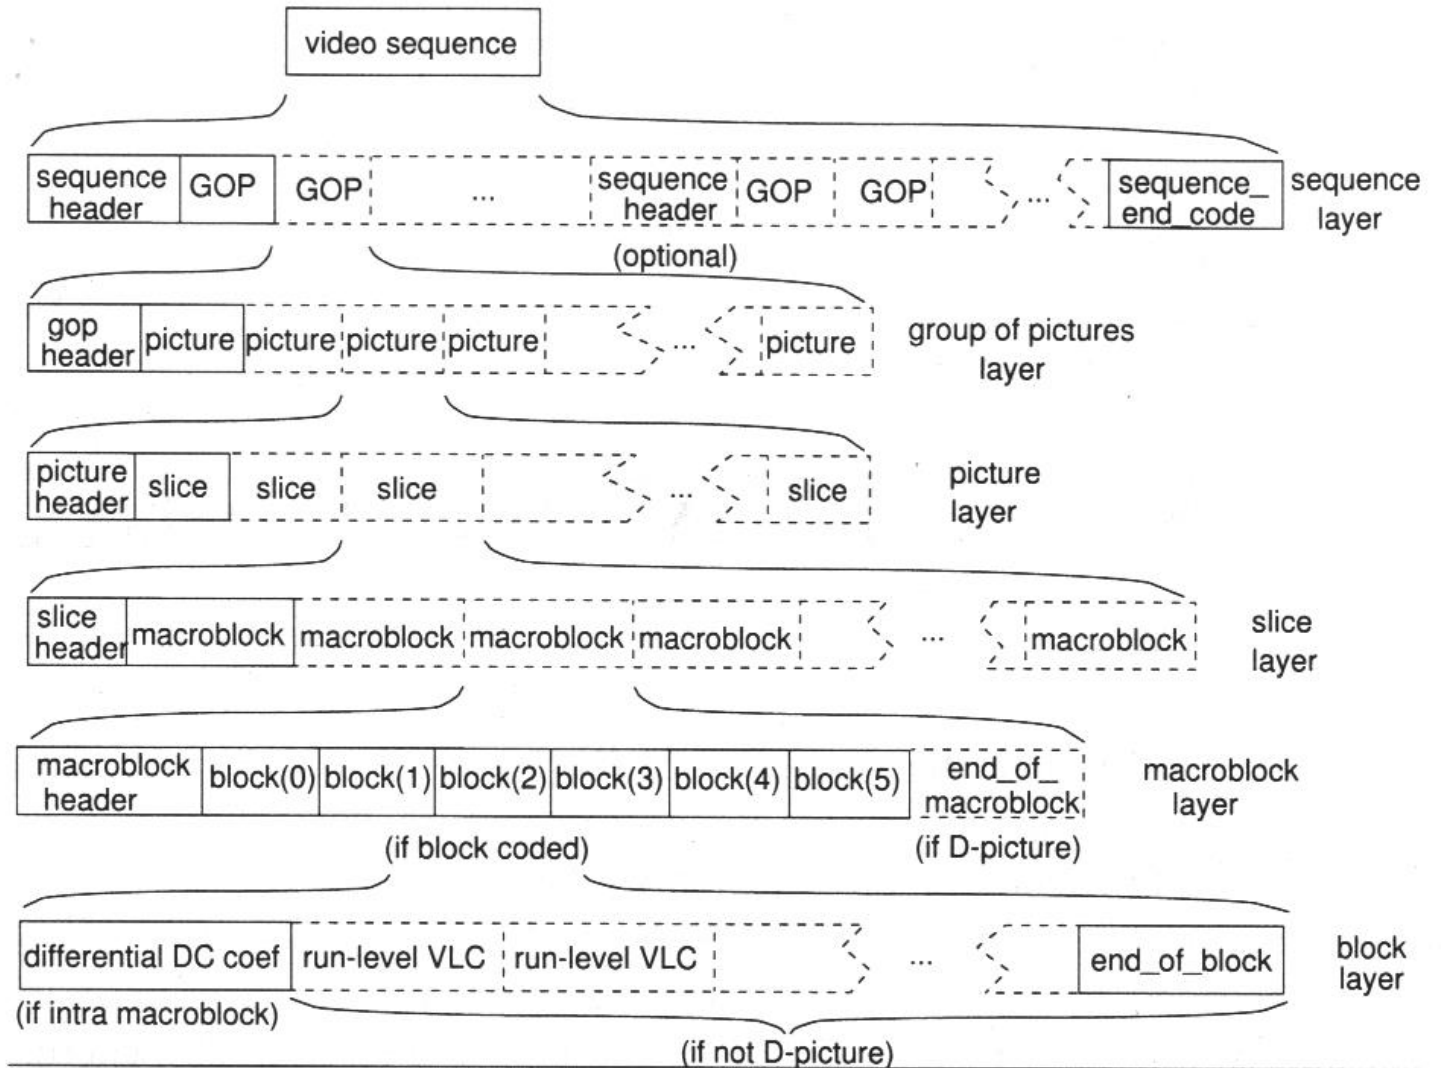 video sequence
sequence header GOP GOP ... sequence header GOP GOP ... sequence_ end_code sequence layer
(optional)
gop header picture picture picture picture ... picture group of pictures layer
picture header slice slice slice ... slice picture layer
slice header macroblock macroblock macroblock macroblock ... macroblock slice layer
macroblock header block(0) block(1) block(2) block(3) block(4) block(5) end_of_ macroblock macroblock layer
(if block coded) (if D-picture)
differential DC coef run-level VLC run-level VLC ... end_of_block block layer
(if intra macroblock)
(if not D-picture)